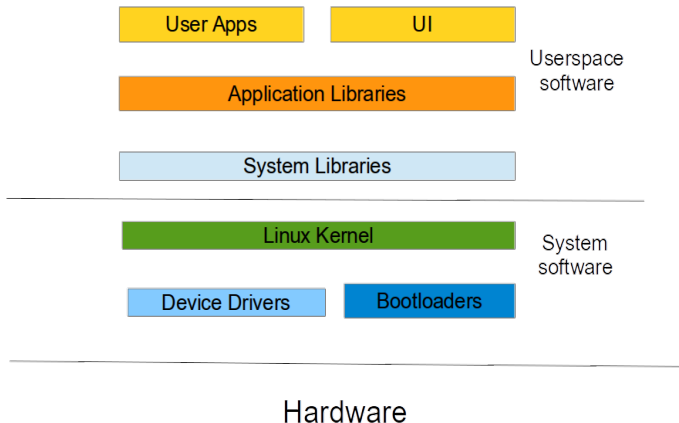 User Apps
UI
Userspace
software
Application Libraries
System Libraries
Linux Kernel
System
software
Device Drivers
Bootloaders
Hardware